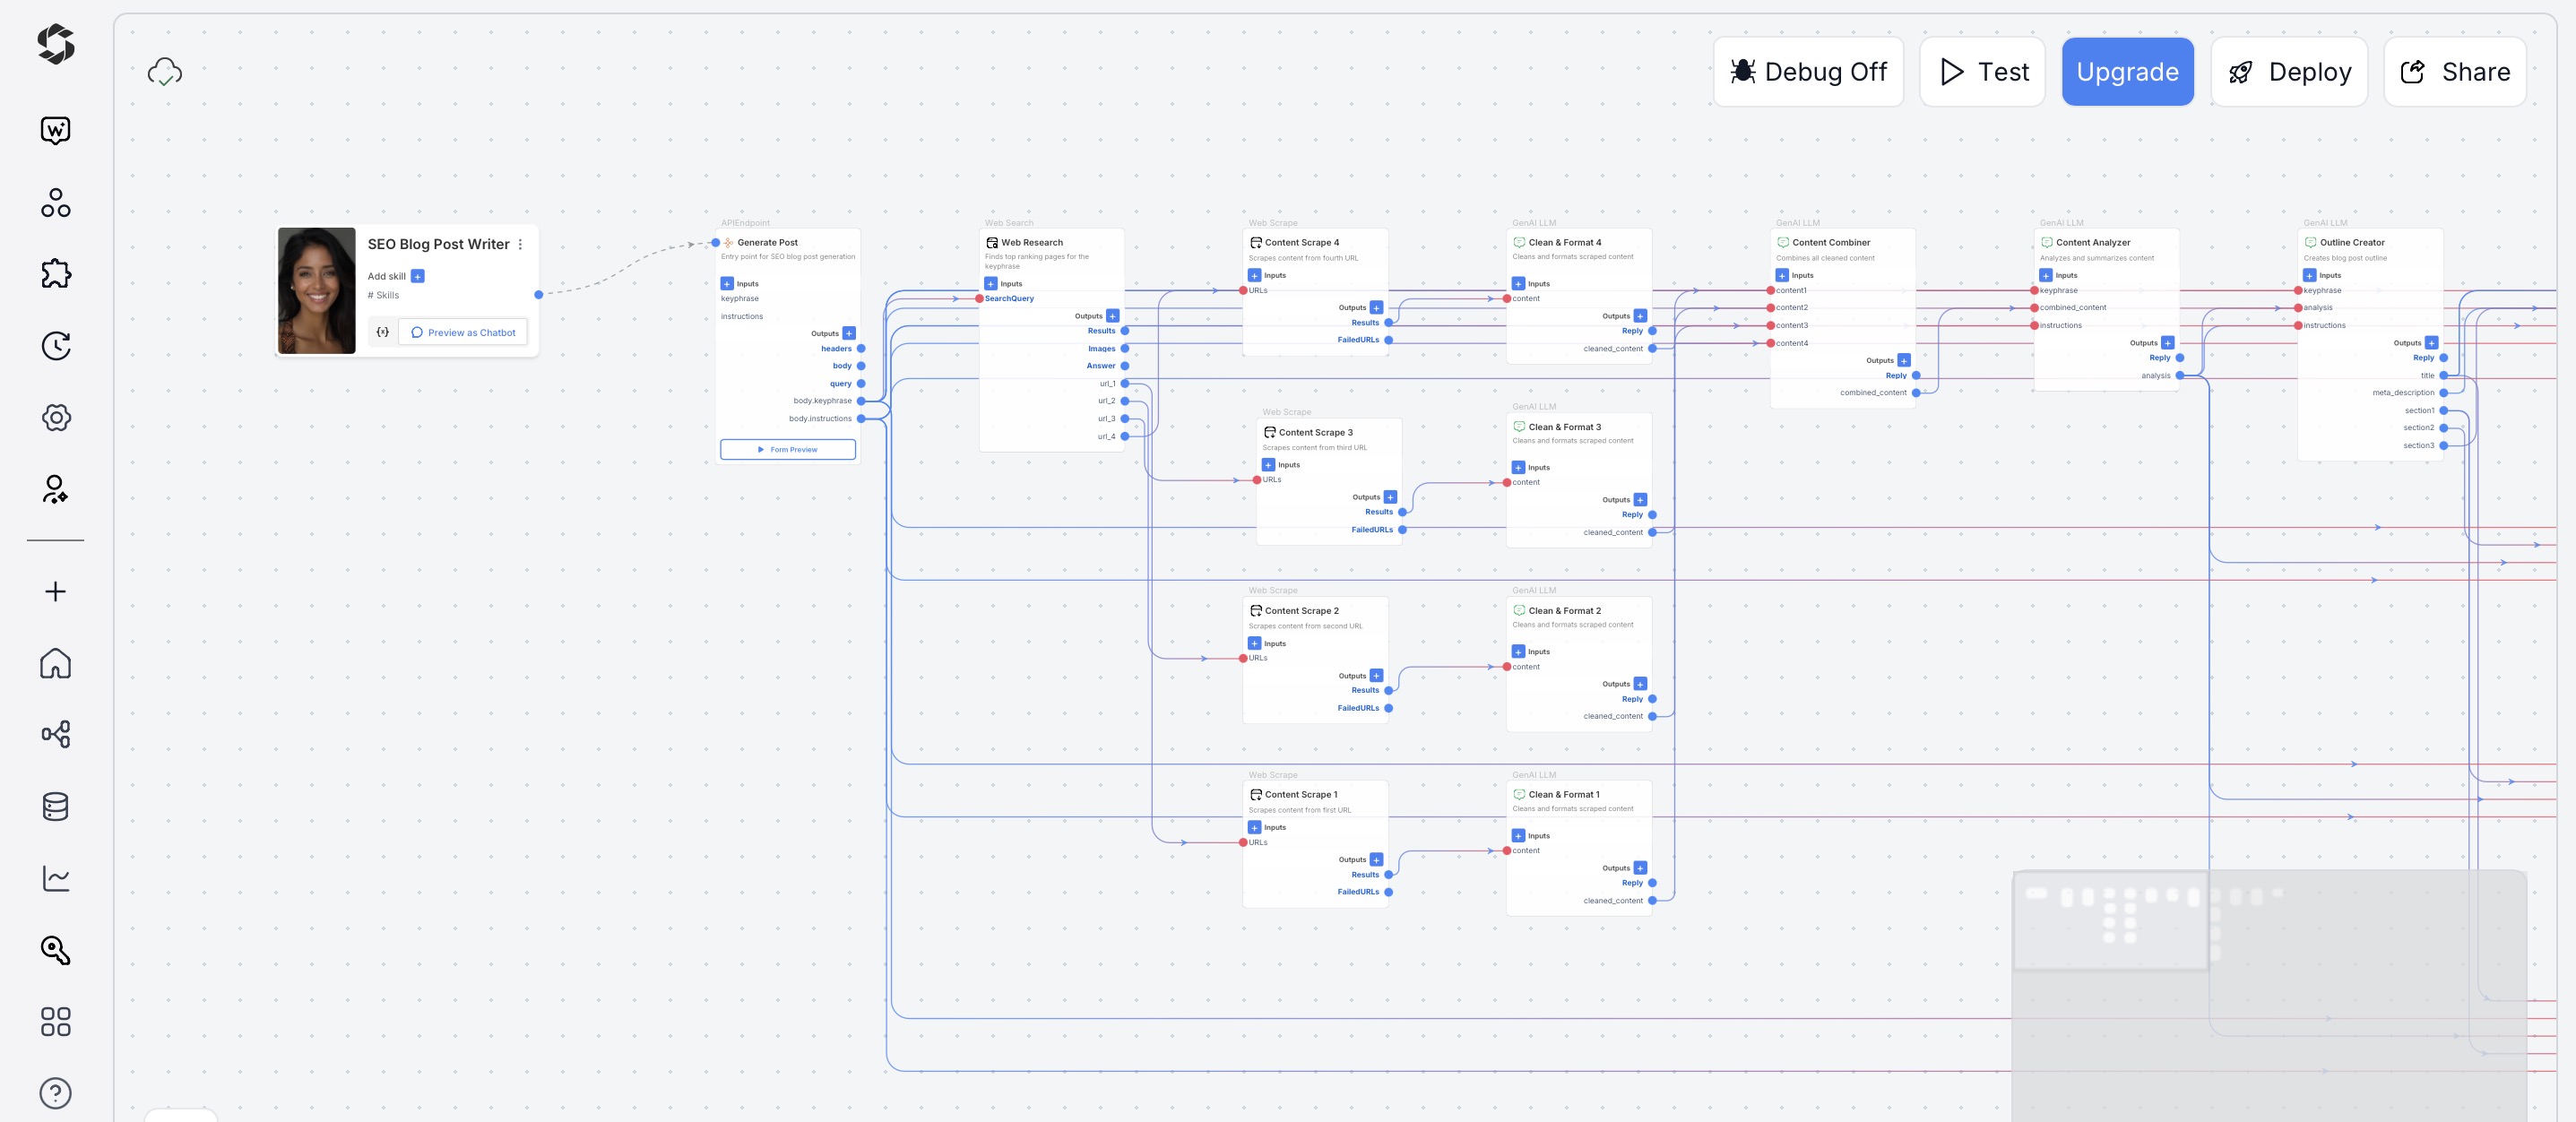 Debug Off
Test
Upgrade
Deploy
Share
SEO Blog Post Writer
Add skill
# Skills
{x}
Preview as Chatbot
APIEndpoint
Generate Post
Entry point for SEO blog post generation
Inputs
keyphrase
instructions
Outputs
headers
body
query
body.keyphrase
body.instructions
Form Preview
Web Search
Web Research
Finds top ranking pages for the
keyphrase
Inputs
SearchQuery
Outputs
Results
Images
Answer
url_1
url_2
url_3
url_4
Web Scrape
Content Scrape 4
Scrapes content from fourth URL
Inputs
URLs
Outputs
Results
FailedURLs
GenAI LLM
Clean & Format 4
Cleans and formats scraped content
Inputs
content
Outputs
Reply
cleaned_content
GenAI LLM
Content Combiner
Combines all cleaned content
Inputs
content1
content2
content3
content4
Outputs
Reply
combined_content
GenAI LLM
Content Analyzer
Analyzes and summarizes content
Inputs
keyphrase
combined_content
instructions
Outputs
Reply
analysis
GenAI LLM
Outline Creator
Creates blog post outline
Inputs
keyphrase
analysis
instructions
Outputs
Reply
title
meta_description
section1
section2
section3
Web Scrape
Content Scrape 3
Scrapes content from third URL
Inputs
URLs
Outputs
Results
FailedURLs
GenAI LLM
Clean & Format 3
Cleans and formats scraped content
Inputs
content
Outputs
Reply
cleaned_content
Web Scrape
Content Scrape 2
Scrapes content from second URL
Inputs
URLs
Outputs
Results
FailedURLs
GenAI LLM
Clean & Format 2
Cleans and formats scraped content
Inputs
content
Outputs
Reply
cleaned_content
Web Scrape
Content Scrape 1
Scrapes content from first URL
Inputs
URLs
Outputs
Results
FailedURLs
GenAI LLM
Clean & Format 1
Cleans and formats scraped content
Inputs
content
Outputs
Reply
cleaned_content